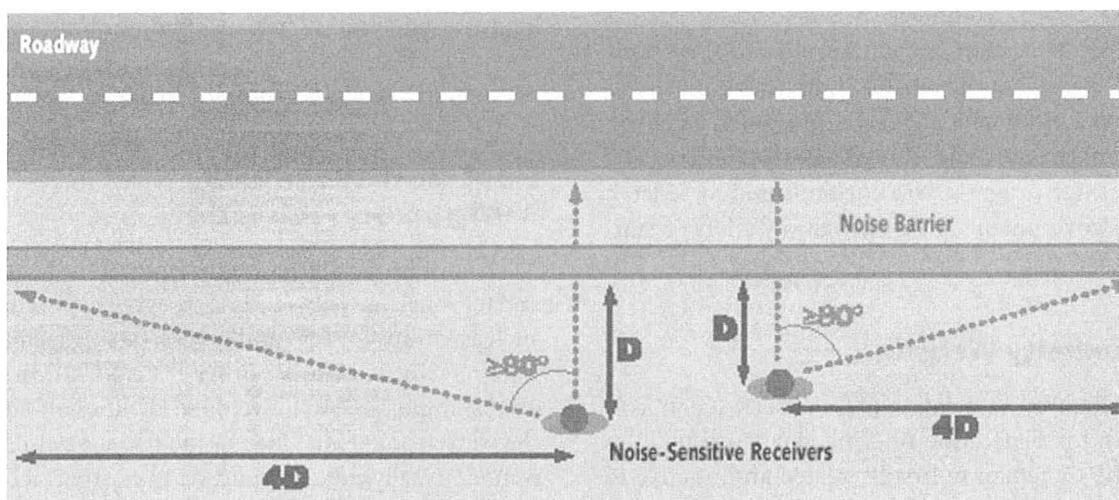 Roadway
Noise Barrier
D
D
≥80°
≥80°
4D
Noise-Sensitive Receivers
4D